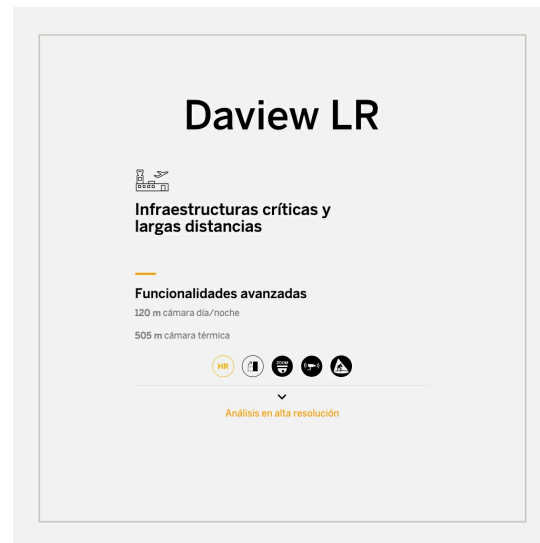 Daview LR
Infraestructuras críticas y
largas distancias
Funcionalidades avanzadas
120 m cámara día/noche
505 m cámara térmica
HR
ZOOM
Análisis en alta resolución